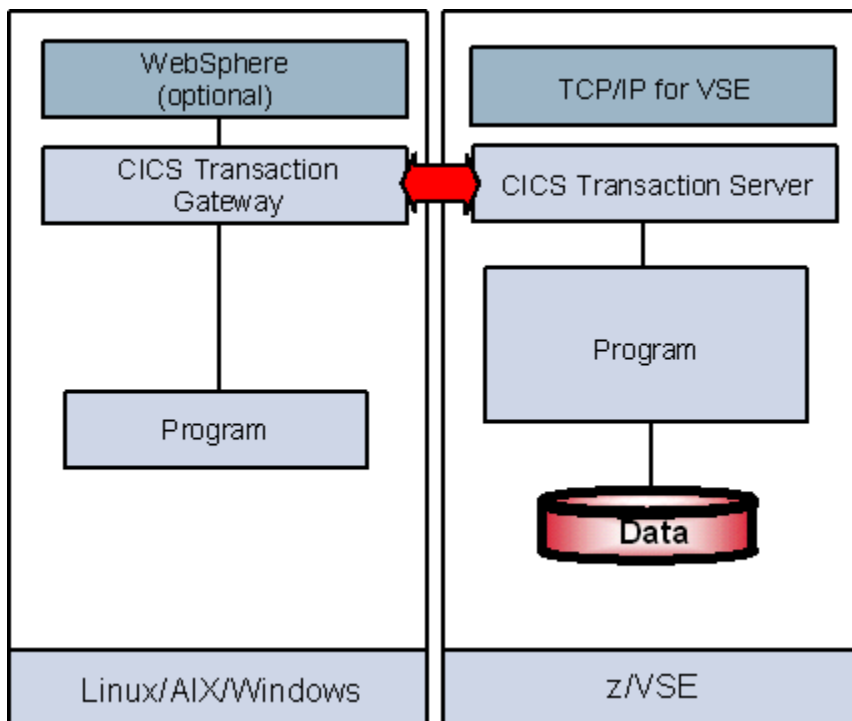 WebSphere
(optional)
CICS Transaction
Gateway
Program
Linux/AIX/Windows
TCP/IP for VSE
CICS Transaction Server
Program
Data
z/VSE